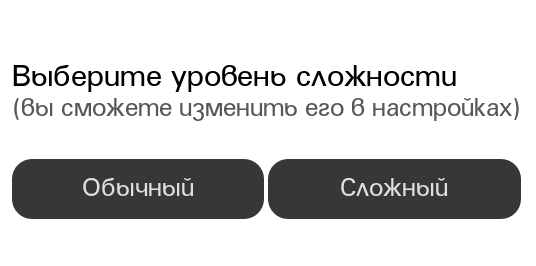 Выберите уровень сложности
(вы сможете изменить его в настройках)
Обычный
Сложный